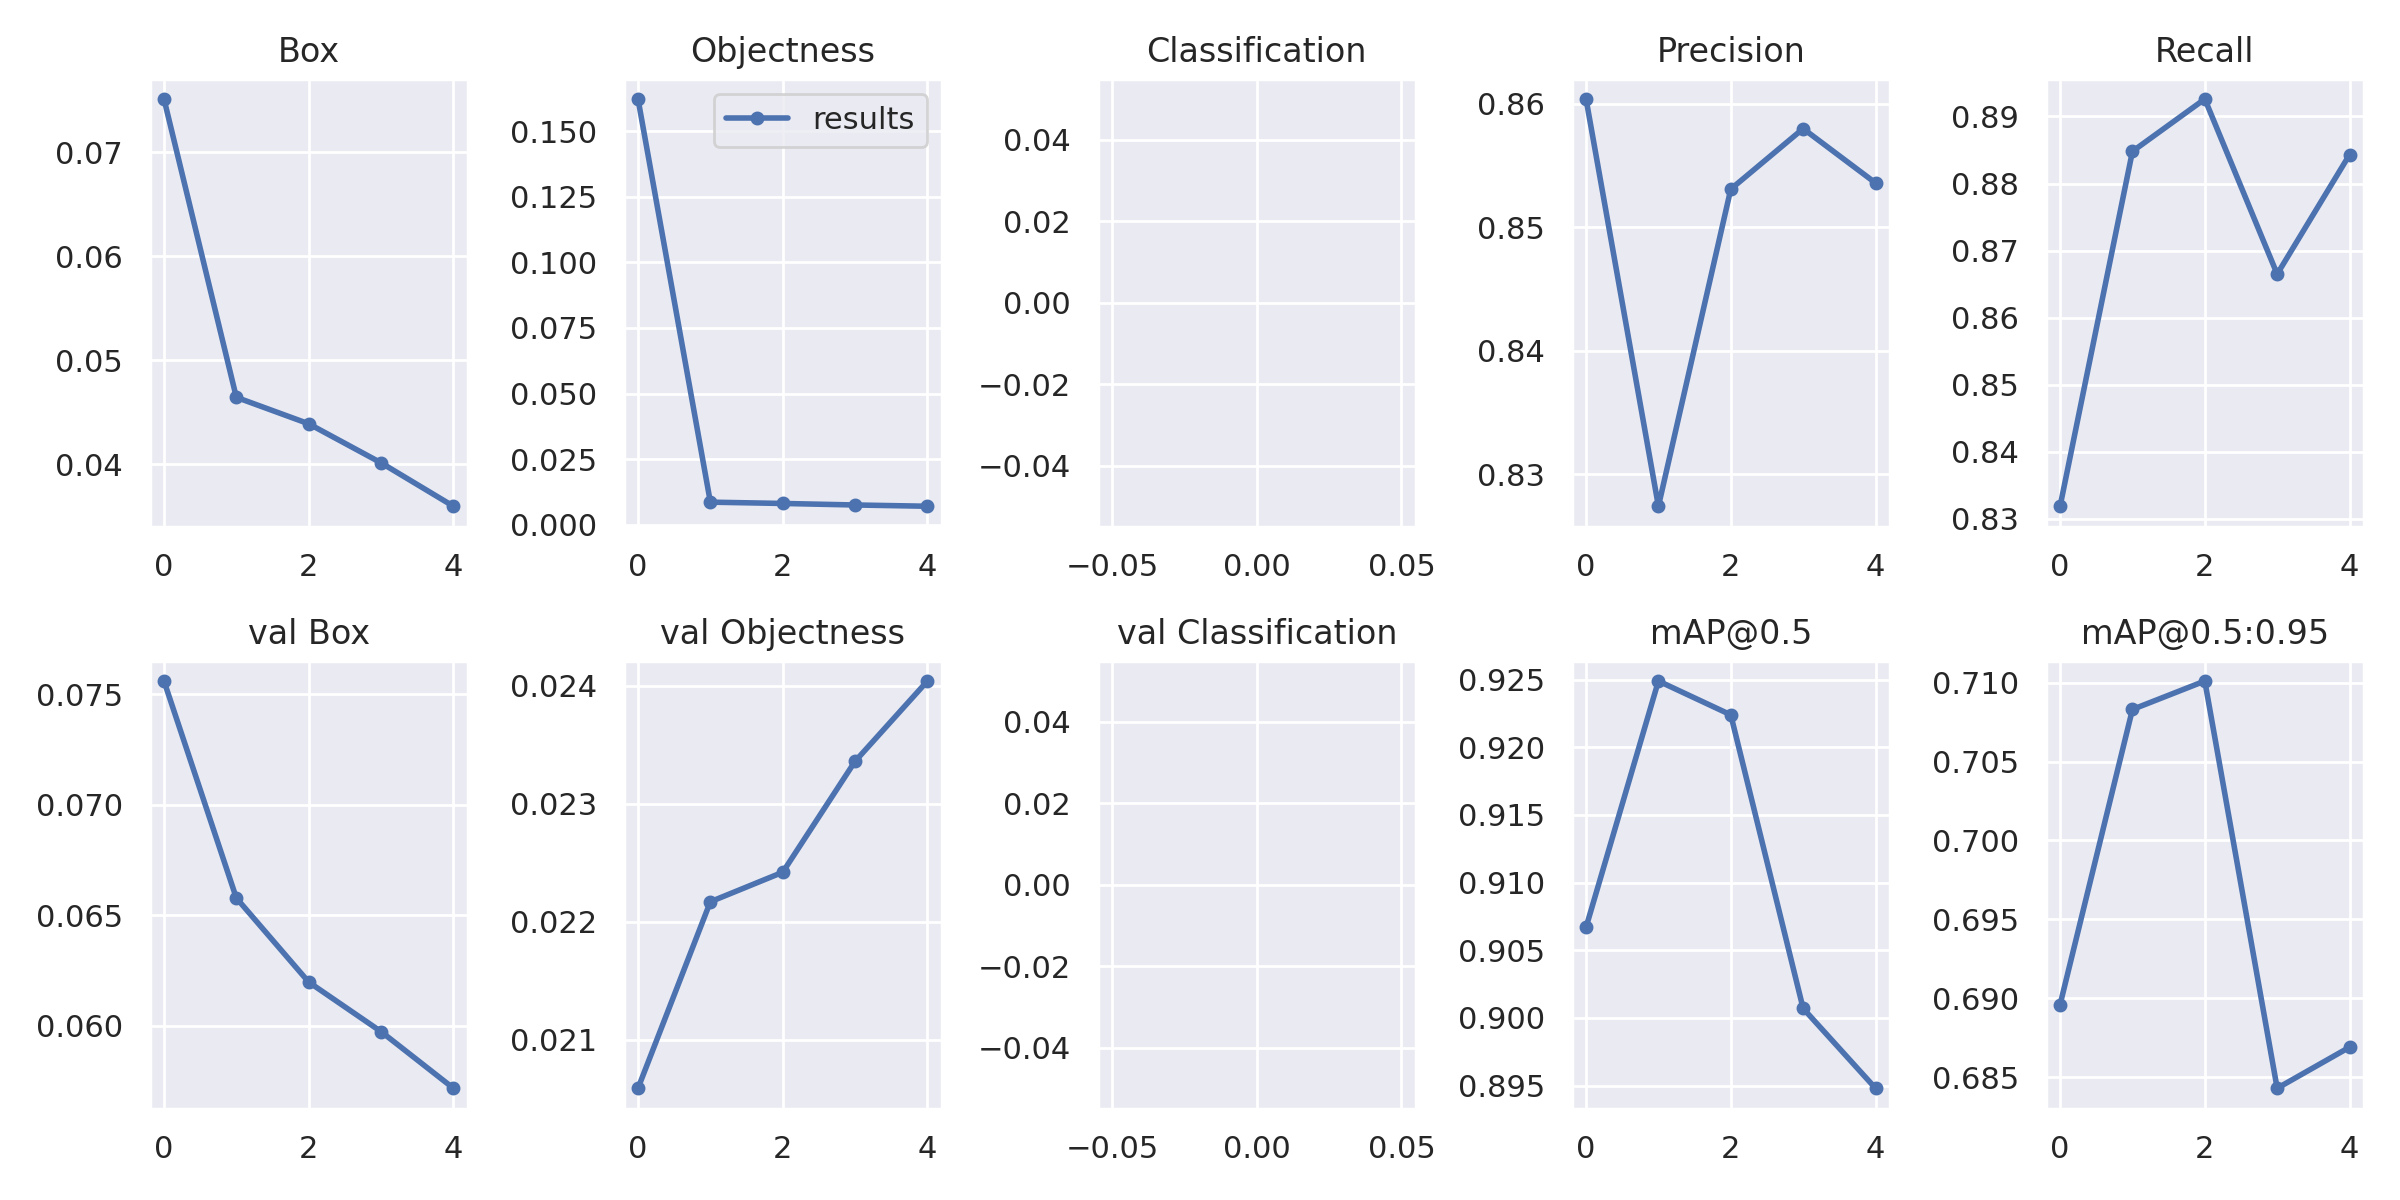 Box
0.07
0.06
0.05
0.04
0 2 4
Objectness
results
0.150
0.125
0.100
0.075
0.050
0.025
0.000
0 2 4
Classification
0.04
0.02
0.00
−0.02
−0.04
−0.05 0.00 0.05
Precision
0.86
0.85
0.84
0.83
0 2 4
Recall
0.89
0.88
0.87
0.86
0.85
0.84
0.83
0 2 4
val Box
0.075
0.070
0.065
0.060
0 2 4
val Objectness
0.024
0.023
0.022
0.021
0 2 4
val Classification
0.04
0.02
0.00
−0.02
−0.04
−0.05 0.00 0.05
mAP@0.5
0.925
0.920
0.915
0.910
0.905
0.900
0.895
0 2 4
mAP@0.5:0.95
0.710
0.705
0.700
0.695
0.690
0.685
0 2 4